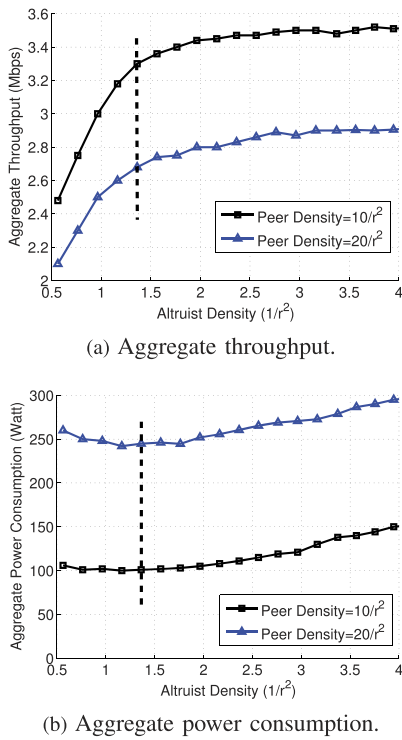 3.6
3.4
3.2
3
2.8
2.6
2.4
2.2
2
Aggregate Throughput (Mbps)
Peer Density=10/r²
Peer Density=20/r²
0.5 1 1.5 2 2.5 3 3.5 4
Altruist Density (1/r²)
(a) Aggregate throughput.
300
250
200
150
100
50
0
Aggregate Power Consumption (Watt)
Peer Density=10/r²
Peer Density=20/r²
0.5 1 1.5 2 2.5 3 3.5 4
Altruist Density (1/r²)
(b) Aggregate power consumption.